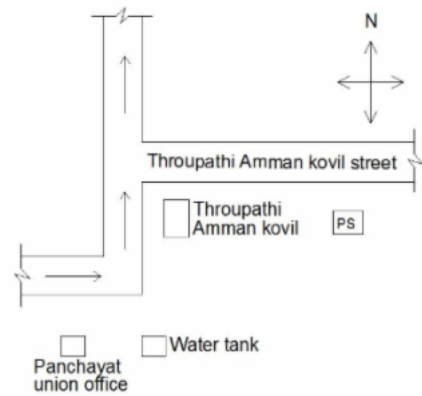 N
Throupathi Amman kovil street
Throupathi
Amman kovil
PS
Water tank
Panchayat
union office